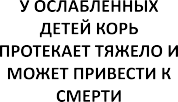 У ОСЛАБЛЕННЫХ
ДЕТЕЙ КОРЬ
ПРОТЕКАЕТ ТЯЖЕЛО И
МОЖЕТ ПРИВЕСТИ К
СМЕРТИ